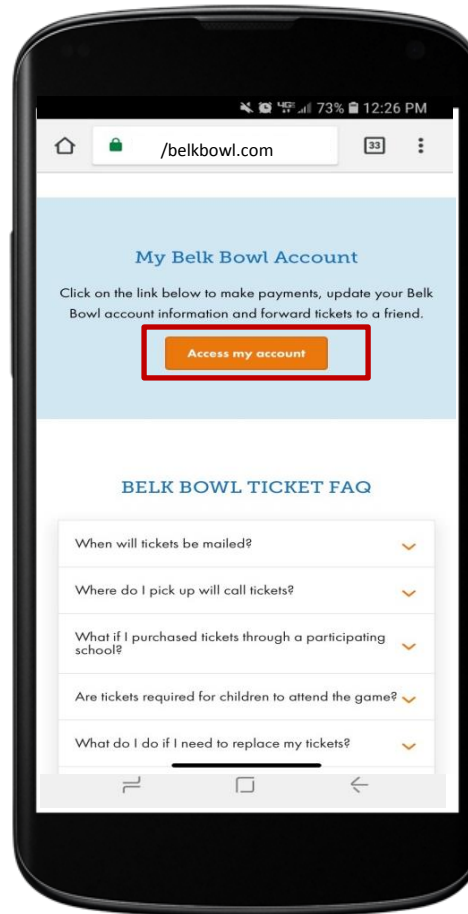 4G 73% 12:26 PM
/belkbowl.com 33
My Belk Bowl Account
Click on the link below to make payments, update your Belk
Bowl account information and forward tickets to a friend.
Access my account
BELK BOWL TICKET FAQ
When will tickets be mailed?
Where do I pick up will call tickets?
What if I purchased tickets through a participating
school?
Are tickets required for children to attend the game?
What do I do if I need to replace my tickets?